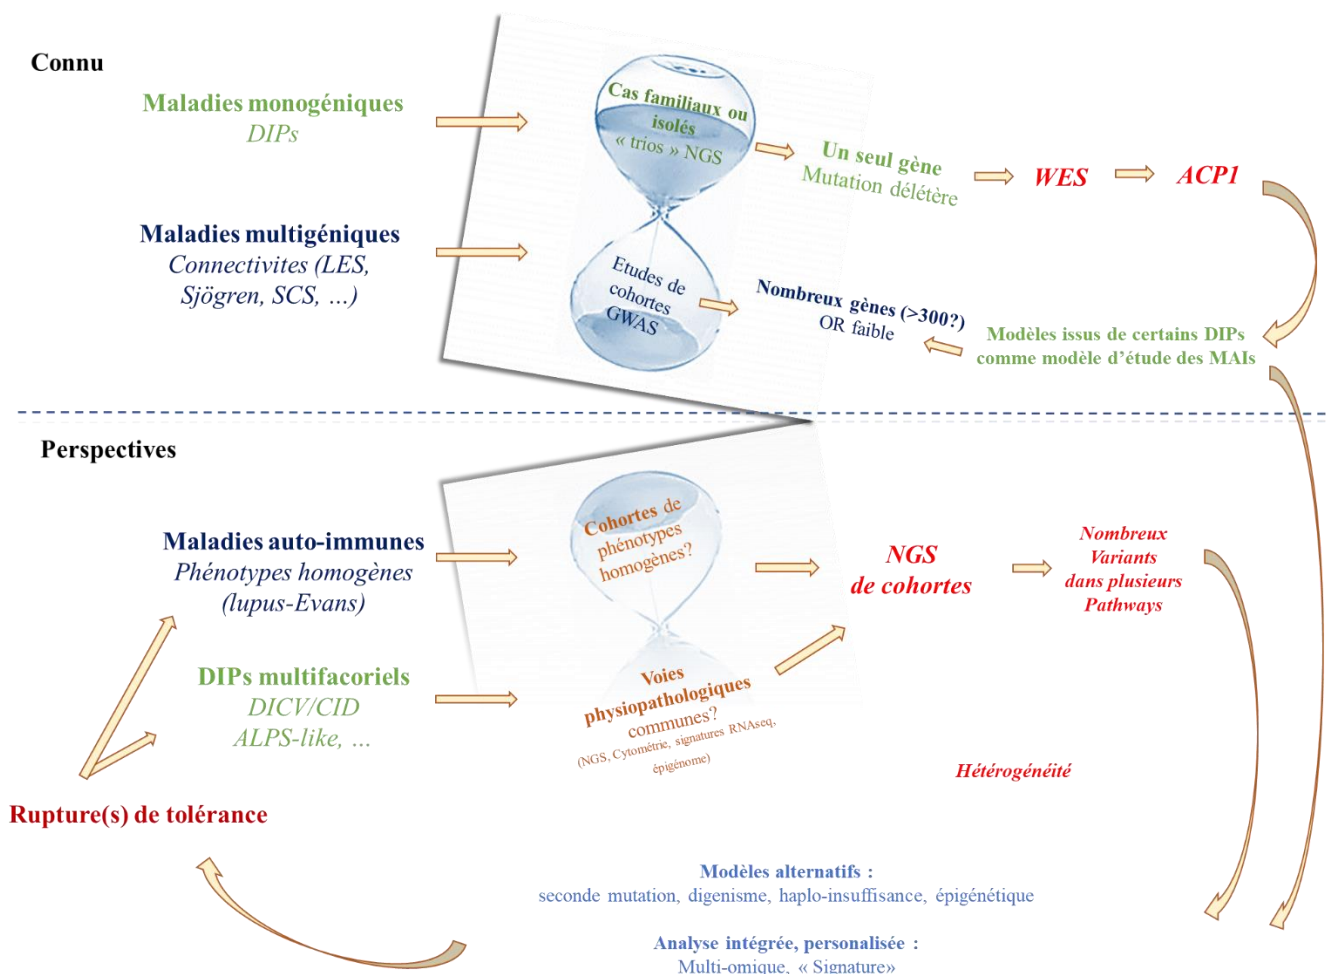 Connu
Maladies monogéniques
DIPs
Cas familiaux ou
isolés
« trios » NGS
Un seul gène
Mutation délétère
WES
ACP1
Maladies multigéniques
Connectivites (LES,
Sjögren, SCS, …)
Etudes de
cohortes
GWAS
Nombreux gènes (>300?)
OR faible
Modèles issus de certains DIPs
comme modèle d'étude des MAIs
Perspectives
Maladies auto-immunes
Phénotypes homogènes
(lupus-Evans)
Cohortes de
phénotypes
homogènes?
NGS
de cohortes
Nombreux
Variants
dans plusieurs
Pathways
DIPs multifacoriels
DICV/CID
ALPS-like, …
Voies
physiopathologiques
communes?
(NGS, Cytométrie, signatures RNAseq,
épigénome)
Hétérogénéité
Rupture(s) de tolérance
Modèles alternatifs :
seconde mutation, digenisme, haplo-insuffisance, épigénétique
Analyse intégrée, personalisée :
Multi-omique, « Signature»